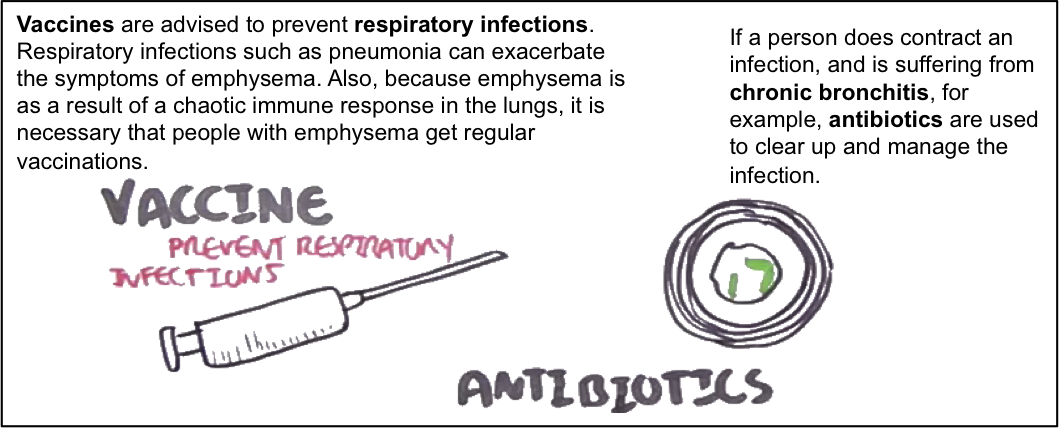 Vaccines are advised to prevent respiratory infections.
Respiratory infections such as pneumonia can exacerbate
the symptoms of emphysema. Also, because emphysema is
as a result of a chaotic immune response in the lungs, it is
necessary that people with emphysema get regular
vaccinations.
If a person does contract an
infection, and is suffering from
chronic bronchitis, for
example, antibiotics are used
to clear up and manage the
infection.
VACCINE
PREVENT RESPIRATORY
INFECTIONS
ANTIBIOTICS